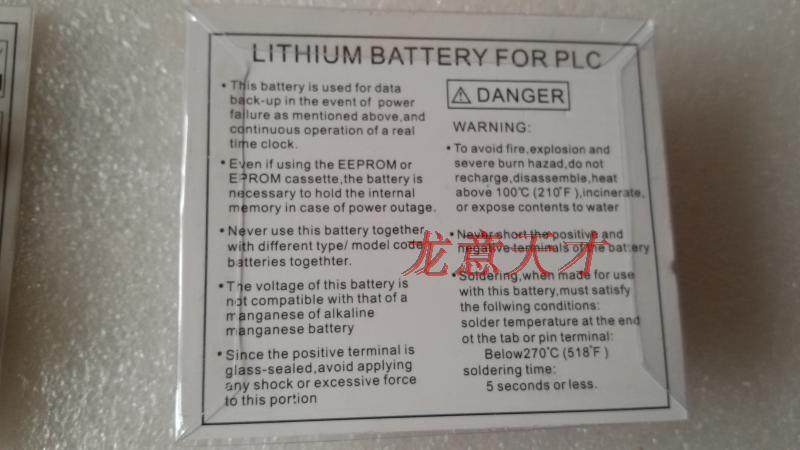 LITHIUM BATTERY FOR PLC
• This battery is used for data
back-up in the event of power
failure as mentioned above,and
continuous operation of a real
time clock.
• Even if using the EEPROM or
EPROM cassette,the battery is
necessary to hold the internal
memory in case of power outage.
• Never use this battery together
with different type/ model code
batteries togethter.
• The voltage of this battery is
not compatible with that of a
manganese of alkaline
manganese battery
• Since the positive terminal is
glass-sealed,avoid applying
any shock or excessive force
to this portion
⚠ DANGER
WARNING:
• To avoid fire,explosion and
severe burn hazad,do not
recharge,disassemble,heat
above 100℃ (210℉),incinerate,
or expose contents to water
• Never short the positive and
negative terminals of the battery
• Soldering,when made for use
with this battery,must satisfy
the follwing conditions:
solder temperature at the end
ot the tab or pin terminal:
Below270℃ (518℉)
soldering time:
5 seconds or less.
龙意天才